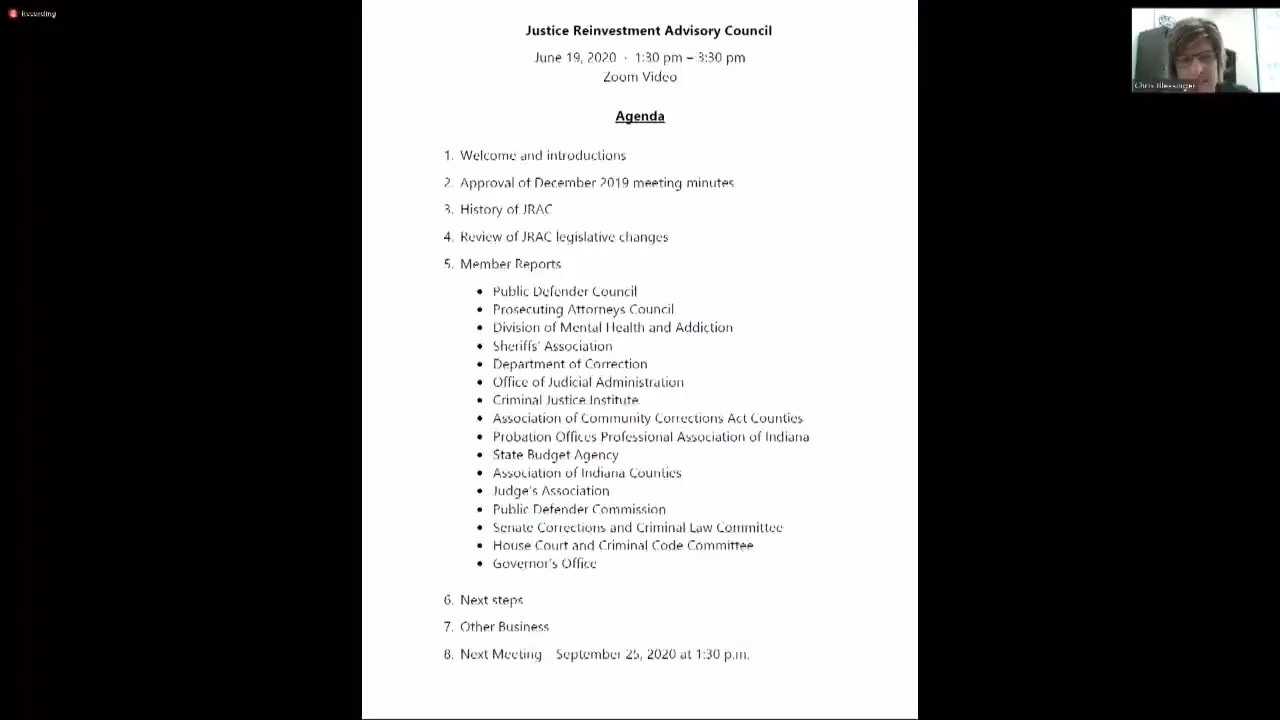 Recording
Justice Reinvestment Advisory Council
June 19, 2020 · 1:30 pm – 3:30 pm
Zoom Video
Agenda
1. Welcome and introductions
2. Approval of December 2019 meeting minutes
3. History of JRAC
4. Review of JRAC legislative changes
5. Member Reports
• Public Defender Council
• Prosecuting Attorneys Council
• Division of Mental Health and Addiction
• Sheriffs' Association
• Department of Correction
• Office of Judicial Administration
• Criminal Justice Institute
• Association of Community Corrections Act Counties
• Probation Offices Professional Association of Indiana
• State Budget Agency
• Association of Indiana Counties
• Judge's Association
• Public Defender Commission
• Senate Corrections and Criminal Law Committee
• House Court and Criminal Code Committee
• Governor's Office
6. Next steps
7. Other Business
8. Next Meeting September 25, 2020 at 1:30 p.m.
Chris Blessinger